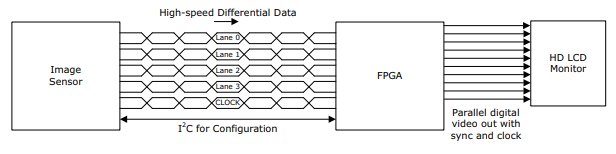 High-speed Differential Data
Image
Sensor
Lane 0
Lane 1
Lane 2
Lane 3
CLOCK
I²C for Configuration
FPGA
Parallel digital
video out with
sync and clock
HD LCD
Monitor